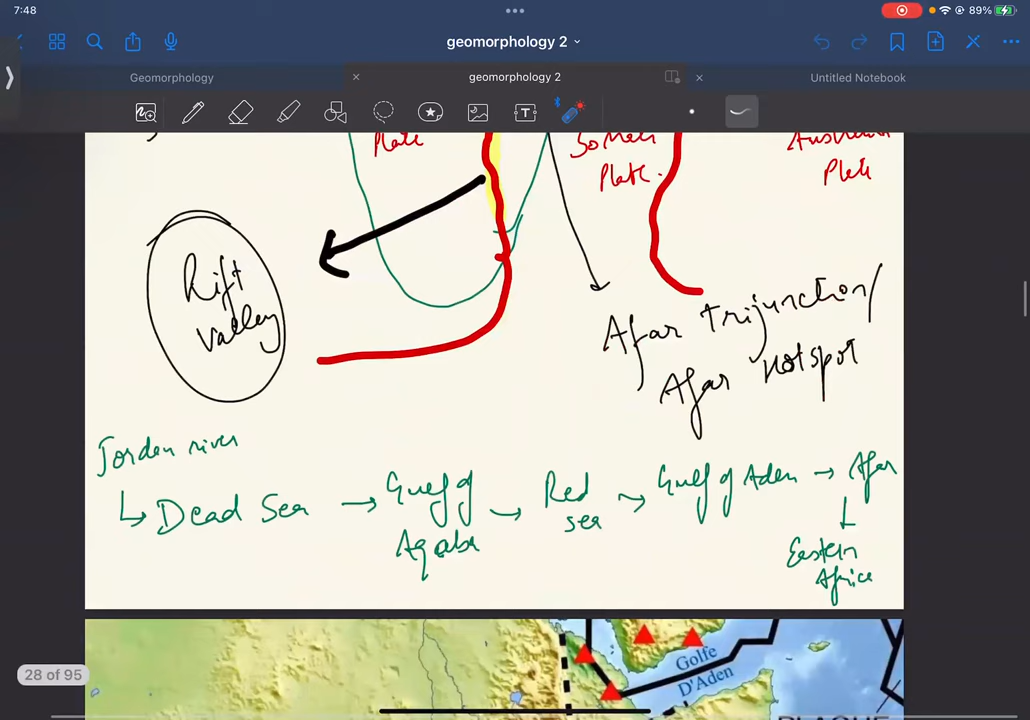 7:48
89%
geomorphology 2
Geomorphology
geomorphology 2
Untitled Notebook
Plate
Somali
Plate.
Plate
Rift
valley
Afar Trijunction/
Afar Hotspot
Jorden river
↳ Dead Sea → Gulf of Aqaba → Red sea → Gulf of Aden → Afar
↳ Eastern
Africa
28 of 95
Golfe
D'Aden